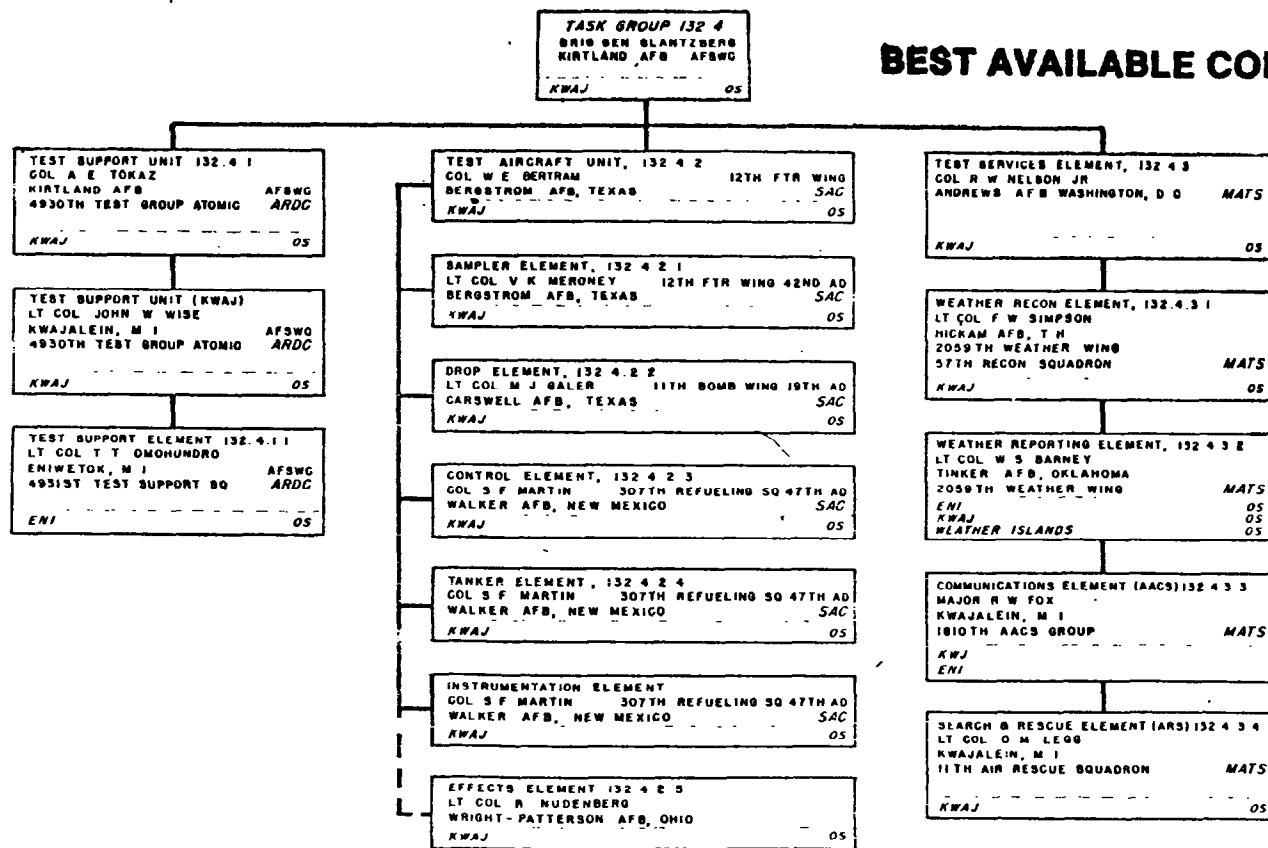 TASK GROUP 132 4
BRIG GEN GLANTZBERG
KIRTLAND AFB AFSWC
KWAJ OS
BEST AVAILABLE CO
TEST SUPPORT UNIT 132.4 1
COL A E TOKAZ
KIRTLAND AFB AFSWC
4930TH TEST GROUP ATOMIC ARDC
KWAJ OS
TEST SUPPORT UNIT (KWAJ)
LT COL JOHN W WISE
KWAJALEIN, M I AFSWC
4930TH TEST GROUP ATOMIC ARDC
KWAJ OS
TEST SUPPORT ELEMENT 132.4.1 1
LT COL T T OMOHUNDRO
ENIWETOK, M I AFSWC
4931ST TEST SUPPORT SQ ARDC
ENI OS
TEST AIRCRAFT UNIT, 132 4 2
COL W E BERTRAM 12TH FTR WING
BERGSTROM AFB, TEXAS SAC
KWAJ OS
SAMPLER ELEMENT, 132 4 2 1
LT COL V K MERONEY 12TH FTR WING 42ND AD
BERGSTROM AFB, TEXAS SAC
KWAJ OS
DROP ELEMENT, 132 4.2 2
LT COL M J GALER 11TH BOMB WING 19TH AD
CARSWELL AFB, TEXAS SAC
KWAJ OS
CONTROL ELEMENT, 132 4 2 3
COL S F MARTIN 307TH REFUELING SQ 47TH AD
WALKER AFB, NEW MEXICO SAC
KWAJ OS
TANKER ELEMENT, 132 4 2 4
COL S F MARTIN 307TH REFUELING SQ 47TH AD
WALKER AFB, NEW MEXICO SAC
KWAJ OS
INSTRUMENTATION ELEMENT
COL S F MARTIN 307TH REFUELING SQ 47TH AD
WALKER AFB, NEW MEXICO SAC
KWAJ OS
EFFECTS ELEMENT 132 4 2 5
LT COL R NUDENBERG
WRIGHT-PATTERSON AFB, OHIO
KWAJ OS
TEST SERVICES ELEMENT, 132 4 3
COL R W NELSON JR
ANDREWS AFB WASHINGTON, D C MATS
KWAJ OS
WEATHER RECON ELEMENT, 132.4.3 1
LT COL F W SIMPSON
HICKAM AFB, T H
2059TH WEATHER WING
57TH RECON SQUADRON MATS
KWAJ OS
WEATHER REPORTING ELEMENT, 132 4 3 2
LT COL W S BARNEY
TINKER AFB, OKLAHOMA
2059TH WEATHER WING MATS
ENI OS
KWAJ OS
WEATHER ISLANDS OS
COMMUNICATIONS ELEMENT (AACS) 132 4 3 3
MAJOR R W FOX
KWAJALEIN, M I
1810TH AACS GROUP MATS
KWJ
ENI
SEARCH & RESCUE ELEMENT (ARS) 132 4 3 4
LT COL O M LEGG
KWAJALEIN, M I
11TH AIR RESCUE SQUADRON MATS
KWAJ OS